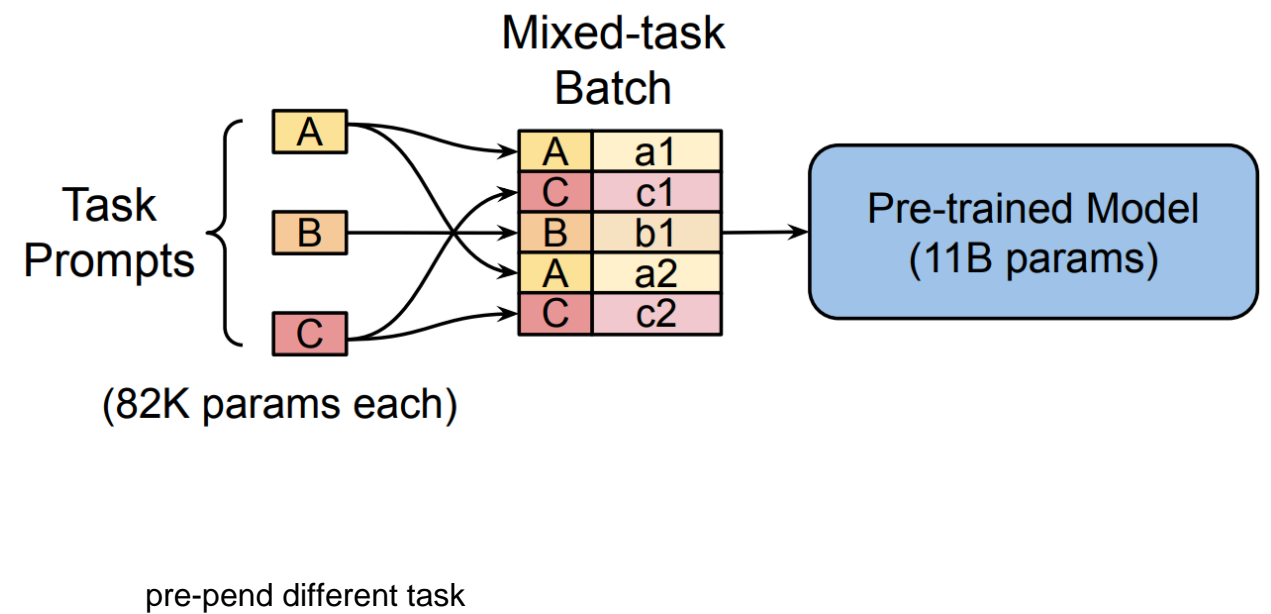 Mixed-task
Batch
Task
Prompts
A
B
C
(82K params each)
A a1
C c1
B b1
A a2
C c2
Pre-trained Model
(11B params)
pre-pend different task